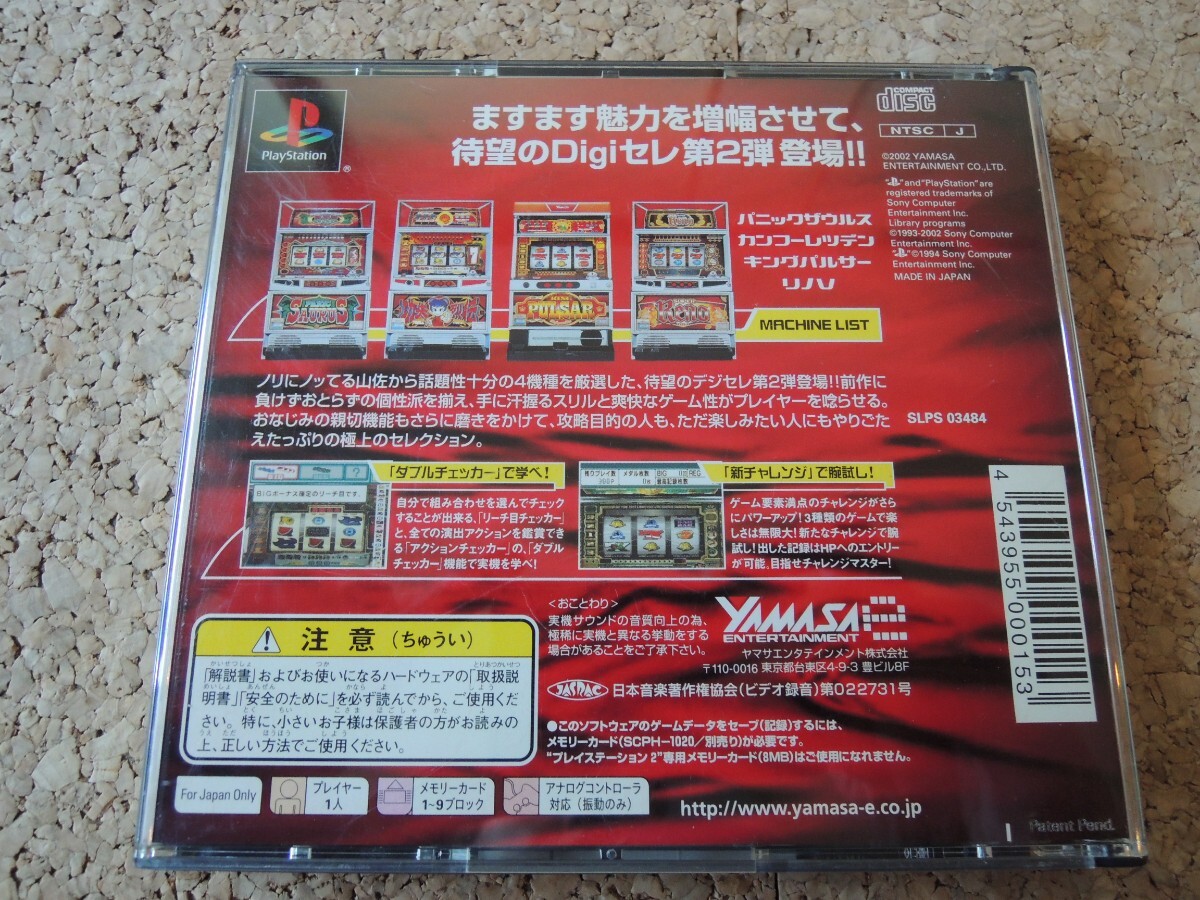 PlayStation
®
ますます魅力を増幅させて、
待望のDigiセレ第2弾 登場!!
COMPACT
disc
NTSC J
©2002 YAMASA
ENTERTAINMENT CO.,LTD.
" " and "PlayStation" are
registered trademarks of
Sony Computer
Entertainment Inc.
Library programs
©1993-2002 Sony Computer
Entertainment Inc.
" " ©1994 Sony Computer
Entertainment Inc.
MADE IN JAPAN
パニックザウルス
カンフーレツデン
キングパルサー
リノ
PANIC
SAURUS
PULSAR
RENO
MACHINE LIST
ノリにノッてる山佐から話題性十分の4機種を厳選した、待望のデジセレ第2弾登場!!前作に
負けずおとらずの個性派を揃え、手に汗握るスリルと爽快なゲーム性がプレイヤーを唸らせる。
おなじみの親切機能もさらに磨きをかけて、攻略目的の人も、ただ楽しみたい人にもやりごた
えたっぷりの極上のセレクション。
SLPS 03484
BIGボーナス確定のリーチ目です。
「ダブルチェッカー」で学べ!
自分で組み合わせを選んでチェック
することが出来る、「リーチ目チェッカー」
と、全ての演出アクションを鑑賞でき
る「アクションチェッカー」の、「ダブル
チェッカー」機能で実機を学べ!
「新チャレンジ」で腕試し!
ゲーム要素満点のチャレンジがさら
にパワーアップ!3種類のゲームで楽
しさは無限大!新たなチャレンジで腕
試し!出した記録はHPへのエントリー
が可能。目指せチャレンジマスター!
4 543955 000153
<おことわり>
実機サウンドの音質向上の為、
極稀に実機と異なる挙動をする
場合があることをご了承下さい。
YAMASA
ENTERTAINMENT
ヤマサエンタテインメント株式会社
〒110-0016 東京都台東区4-9-3 豊ビル8F
JASRAC
日本音楽著作権協会(ビデオ録音)第022731号
注意(ちゅうい)
「解説書」およびお使いになるハードウェアの「取扱説
明書」「安全のために」を必ず読んでから、ご使用くだ
さい。特に、小さいお子様は保護者の方がお読みの
上、正しい方法でご使用ください。
●このソフトウェアのゲームデータをセーブ(記録)するには、
メモリーカード(SCPH-1020/別売り)が必要です。
"プレイステーション 2"専用メモリーカード(8MB)はご使用になれません。
For Japan Only
プレイヤー
1人
メモリーカード
1~9ブロック
アナログコントローラ
対応(振動のみ)
http://www.yamasa-e.co.jp
Patent Pend.